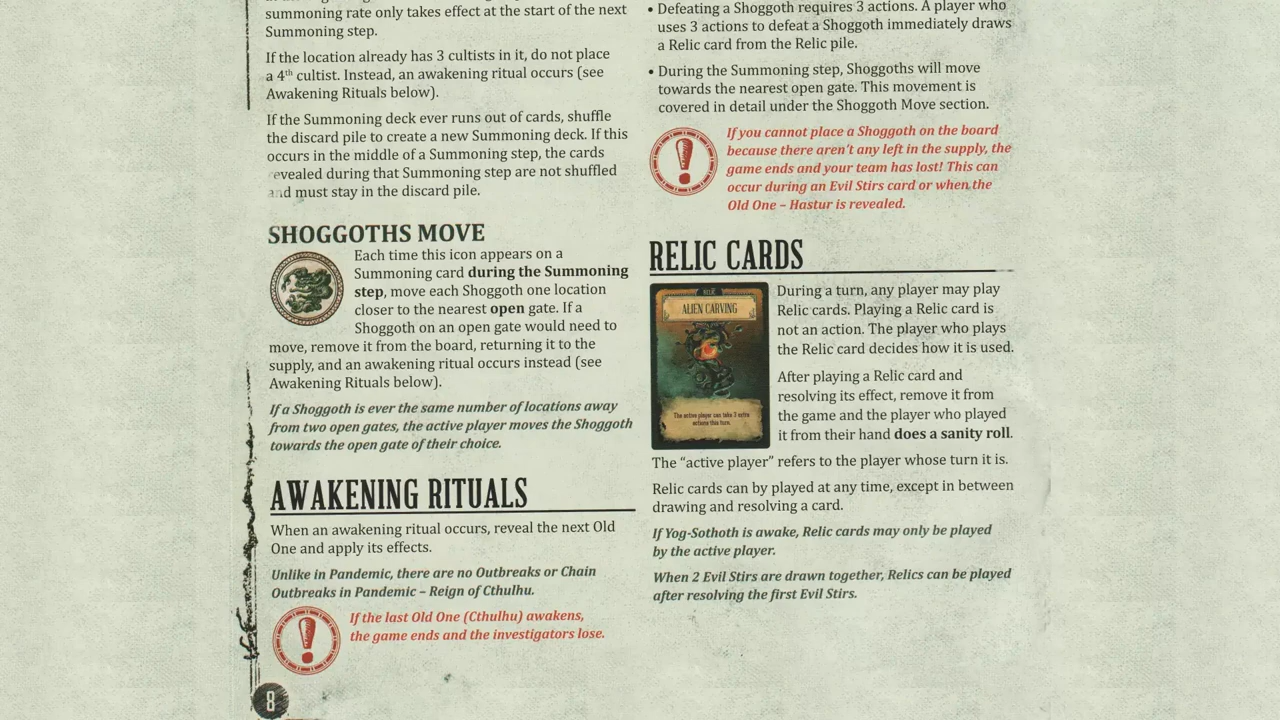 summoning rate only takes effect at the start of the next
Summoning step.
If the location already has 3 cultists in it, do not place
a 4th cultist. Instead, an awakening ritual occurs (see
Awakening Rituals below).
If the Summoning deck ever runs out of cards, shuffle
the discard pile to create a new Summoning deck. If this
occurs in the middle of a Summoning step, the cards
revealed during that Summoning step are not shuffled
and must stay in the discard pile.
SHOGGOTHS MOVE
Each time this icon appears on a
Summoning card during the Summoning
step, move each Shoggoth one location
closer to the nearest open gate. If a
Shoggoth on an open gate would need to
move, remove it from the board, returning it to the
supply, and an awakening ritual occurs instead (see
Awakening Rituals below).
If a Shoggoth is ever the same number of locations away
from two open gates, the active player moves the Shoggoth
towards the open gate of their choice.
AWAKENING RITUALS
When an awakening ritual occurs, reveal the next Old
One and apply its effects.
Unlike in Pandemic, there are no Outbreaks or Chain
Outbreaks in Pandemic – Reign of Cthulhu.
If the last Old One (Cthulhu) awakens,
the game ends and the investigators lose.
8
• Defeating a Shoggoth requires 3 actions. A player who
uses 3 actions to defeat a Shoggoth immediately draws
a Relic card from the Relic pile.
• During the Summoning step, Shoggoths will move
towards the nearest open gate. This movement is
covered in detail under the Shoggoth Move section.
If you cannot place a Shoggoth on the board
because there aren't any left in the supply, the
game ends and your team has lost! This can
occur during an Evil Stirs card or when the
Old One – Hastur is revealed.
RELIC CARDS
RELIC
ALIEN CARVING
The active player can take 3 extra
actions this turn.
During a turn, any player may play
Relic cards. Playing a Relic card is
not an action. The player who plays
the Relic card decides how it is used.
After playing a Relic card and
resolving its effect, remove it from
the game and the player who played
it from their hand does a sanity roll.
The “active player” refers to the player whose turn it is.
Relic cards can by played at any time, except in between
drawing and resolving a card.
If Yog-Sothoth is awake, Relic cards may only be played
by the active player.
When 2 Evil Stirs are drawn together, Relics can be played
after resolving the first Evil Stirs.